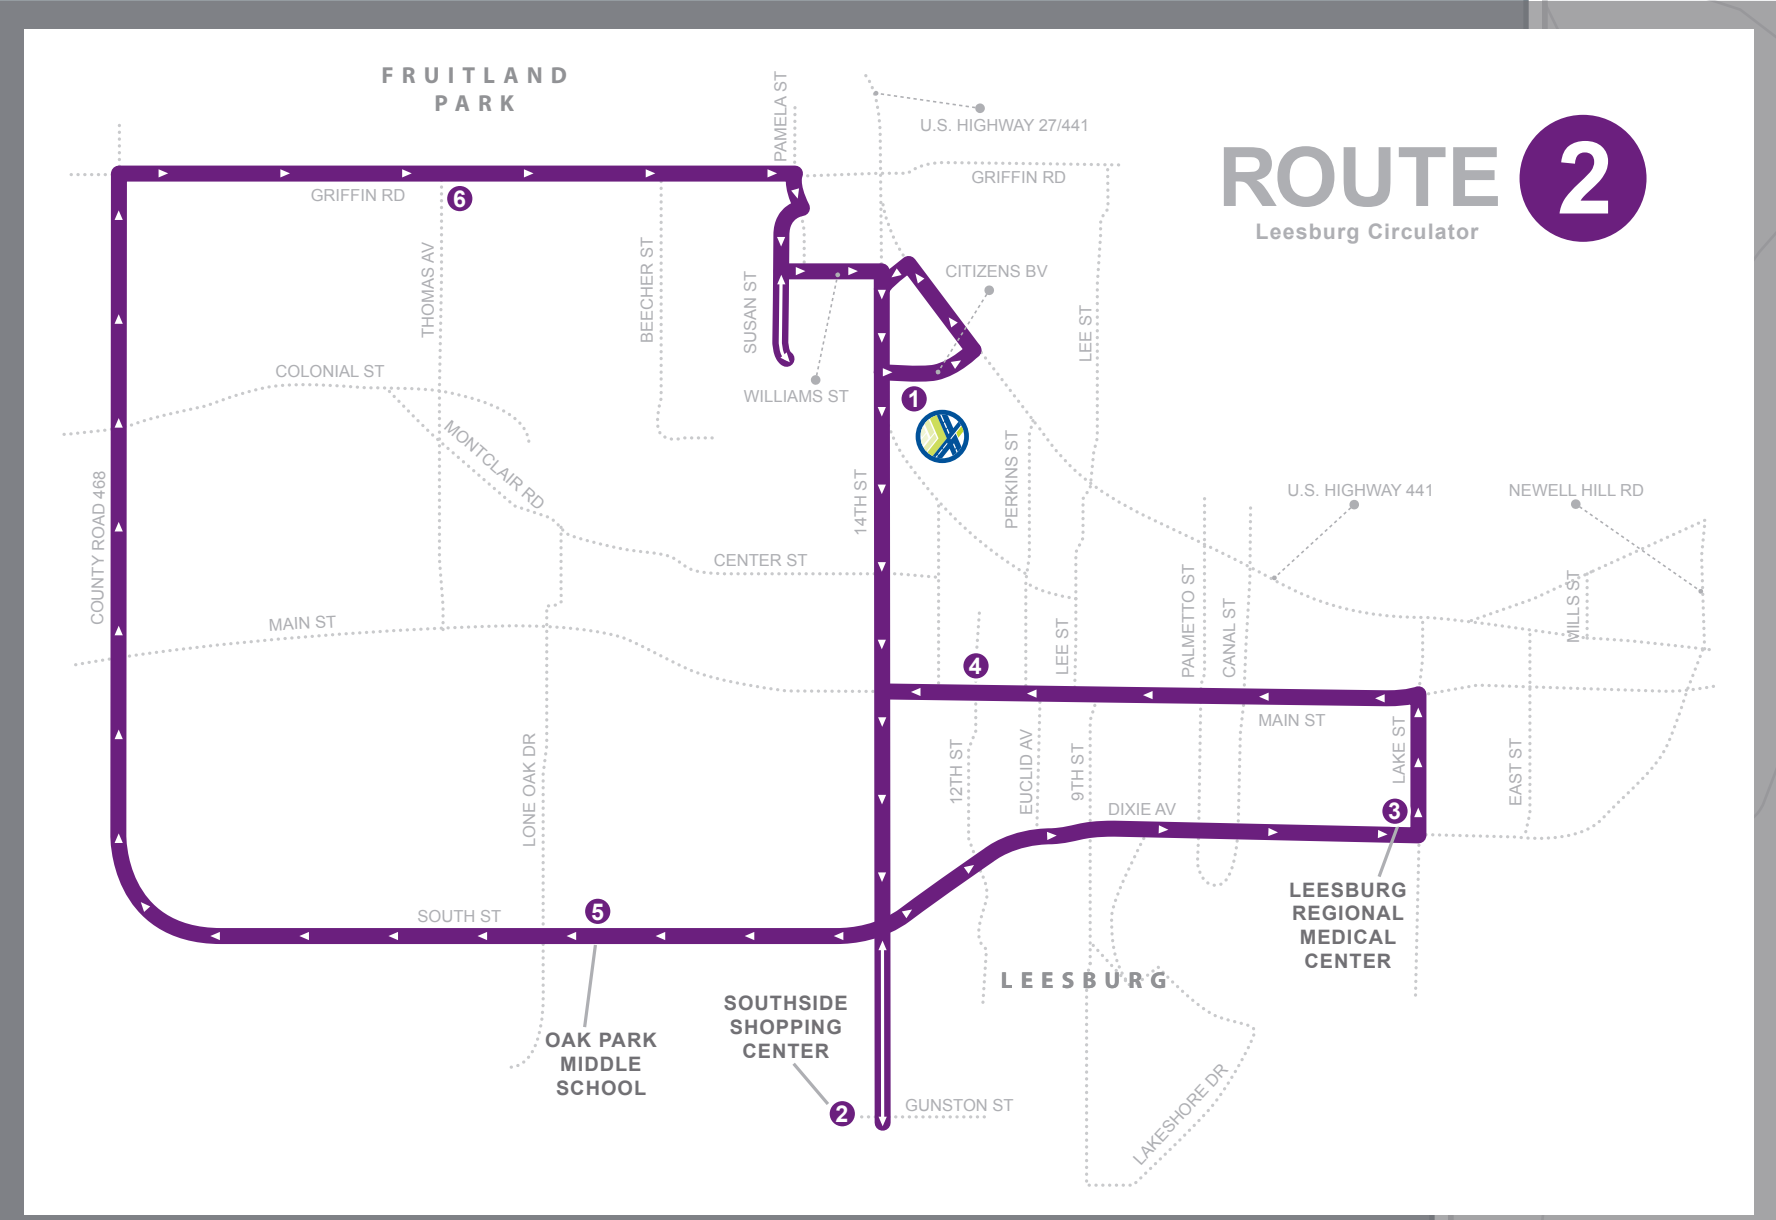 FRUITLAND
PARK
PAMELA ST
U.S. HIGHWAY 27/441
ROUTE 2
Leesburg Circulator
GRIFFIN RD
6
GRIFFIN RD
THOMAS AV
BEECHER ST
SUSAN ST
CITIZENS BV
LEE ST
COLONIAL ST
WILLIAMS ST
1
MONTCLAIR RD
14TH ST
PERKINS ST
U.S. HIGHWAY 441
NEWELL HILL RD
COUNTY ROAD 468
CENTER ST
MAIN ST
LEE ST
PALMETTO ST
CANAL ST
MILLS ST
4
MAIN ST
LONE OAK DR
12TH ST
EUCLID AV
9TH ST
LAKE ST
EAST ST
DIXIE AV
3
LEESBURG
REGIONAL
MEDICAL
CENTER
SOUTH ST
5
LEESBURG
OAK PARK
MIDDLE
SCHOOL
SOUTHSIDE
SHOPPING
CENTER
2
GUNSTON ST
LAKESHORE DR